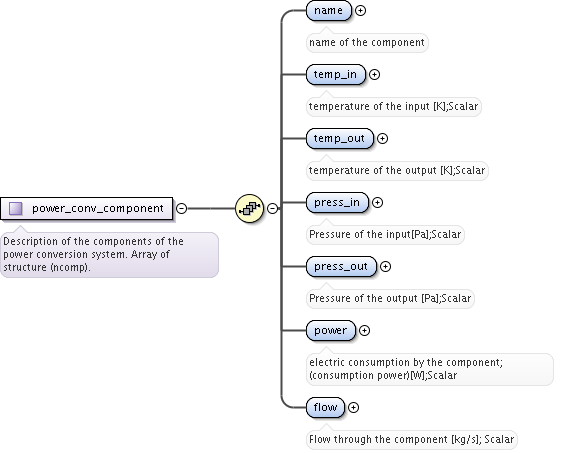 name
name of the component
temp_in
temperature of the input [K];Scalar
temp_out
temperature of the output [K];Scalar
power_conv_component
Description of the components of the
power conversion system. Array of
structure (ncomp).
press_in
Pressure of the input[Pa];Scalar
press_out
Pressure of the output [Pa];Scalar
power
electric consumption by the component;
(consumption power)[W];Scalar
flow
Flow through the component [kg/s]; Scalar